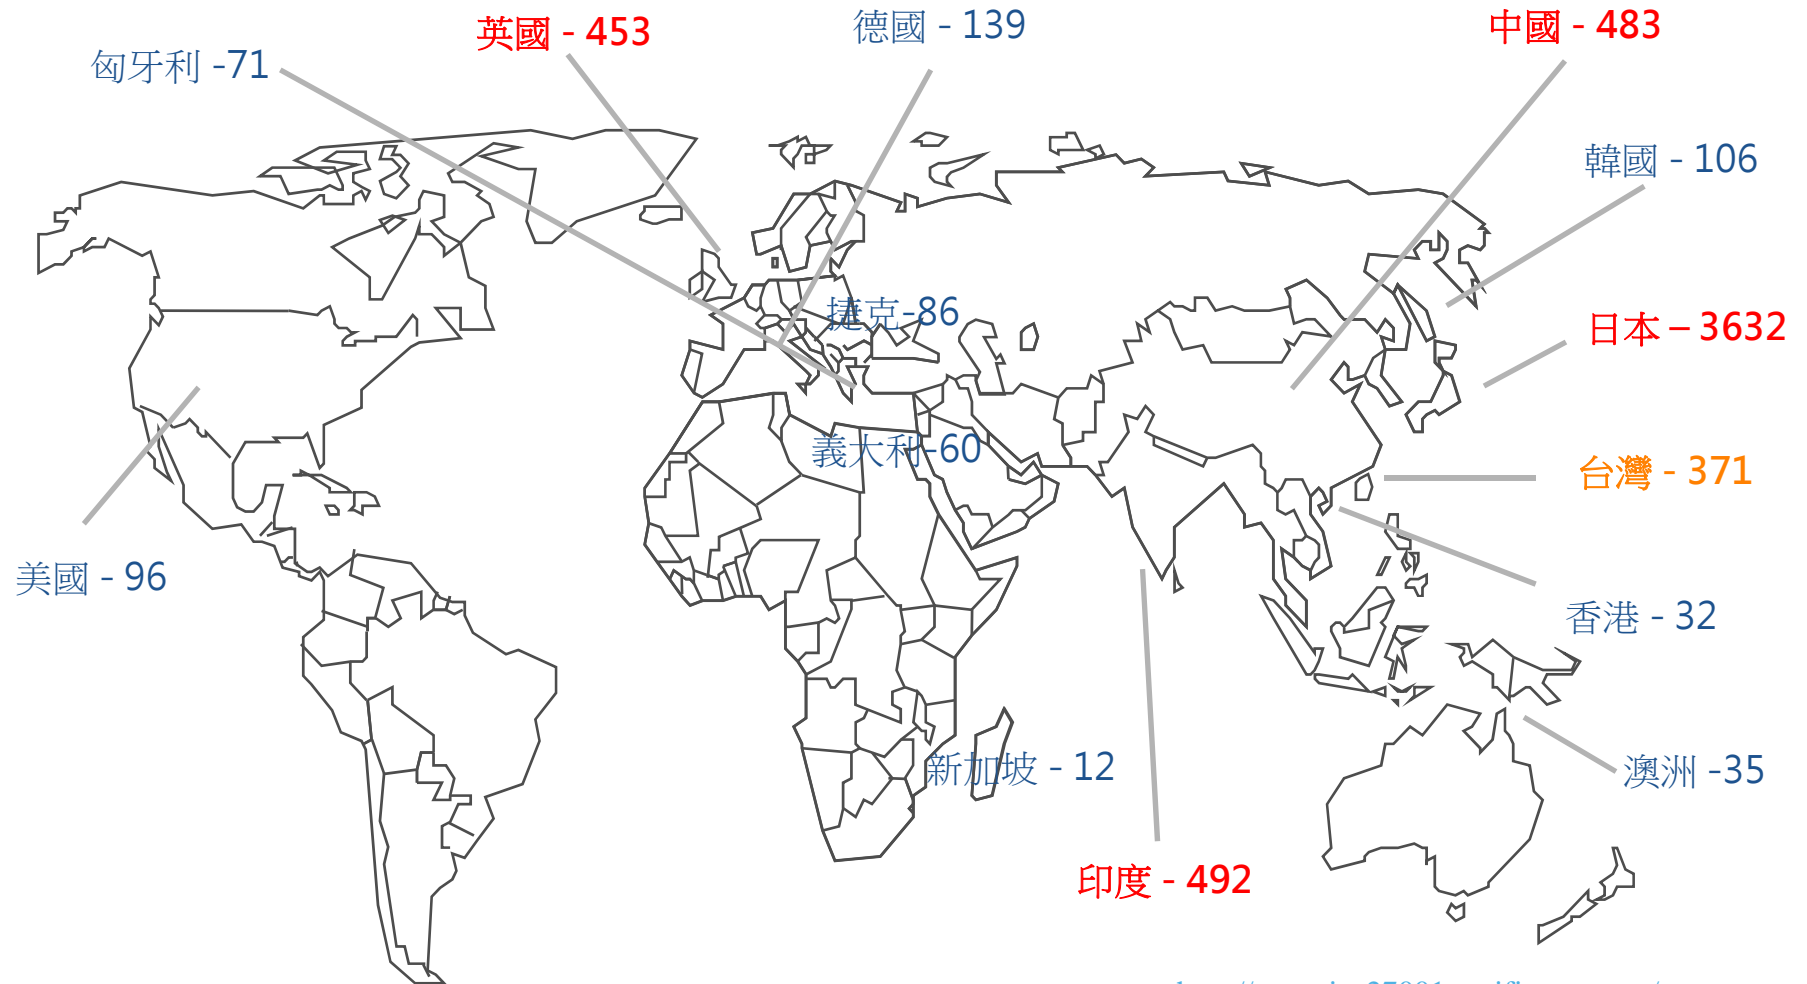 英國 - 453
德國 - 139
中國 - 483
匈牙利 -71
韓國 - 106
捷克-86
日本 – 3632
義大利-60
台灣 - 371
美國 - 96
香港 - 32
新加坡 - 12
澳洲 -35
印度 - 492